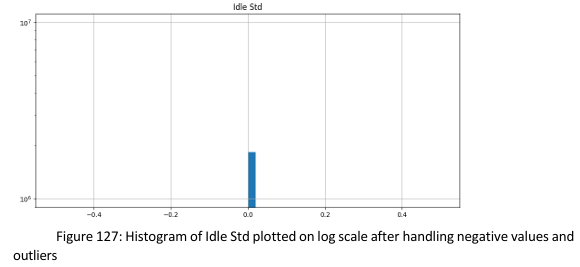 Idle Std
10⁷
10⁶
−0.4 −0.2 0.0 0.2 0.4
Figure 127: Histogram of Idle Std plotted on log scale after handling negative values and
outliers